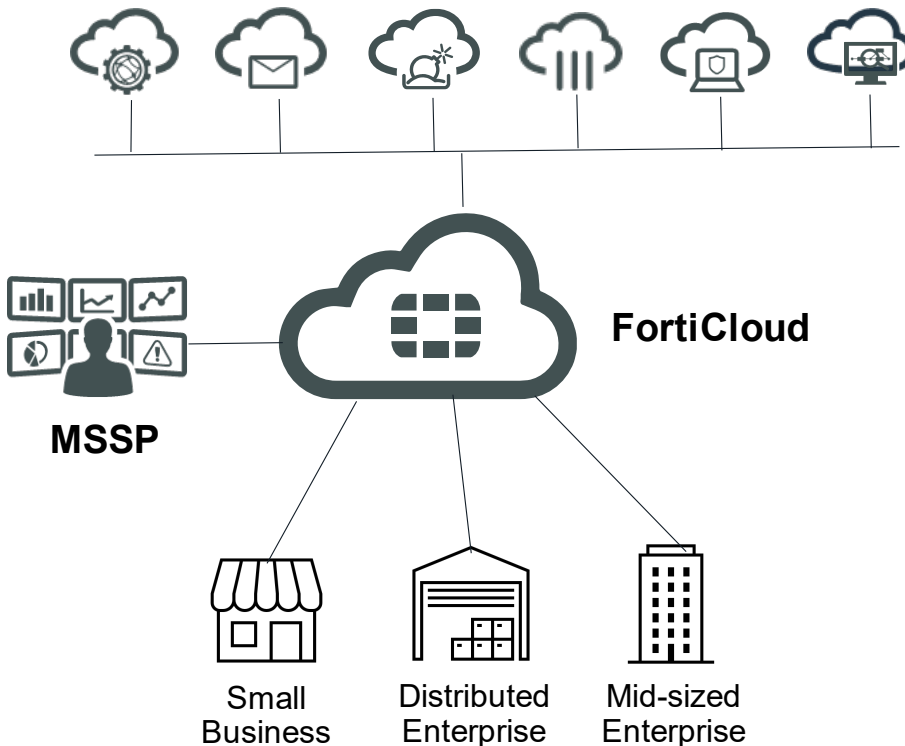 FortiCloud
MSSP
Small
Business
Distributed
Enterprise
Mid-sized
Enterprise